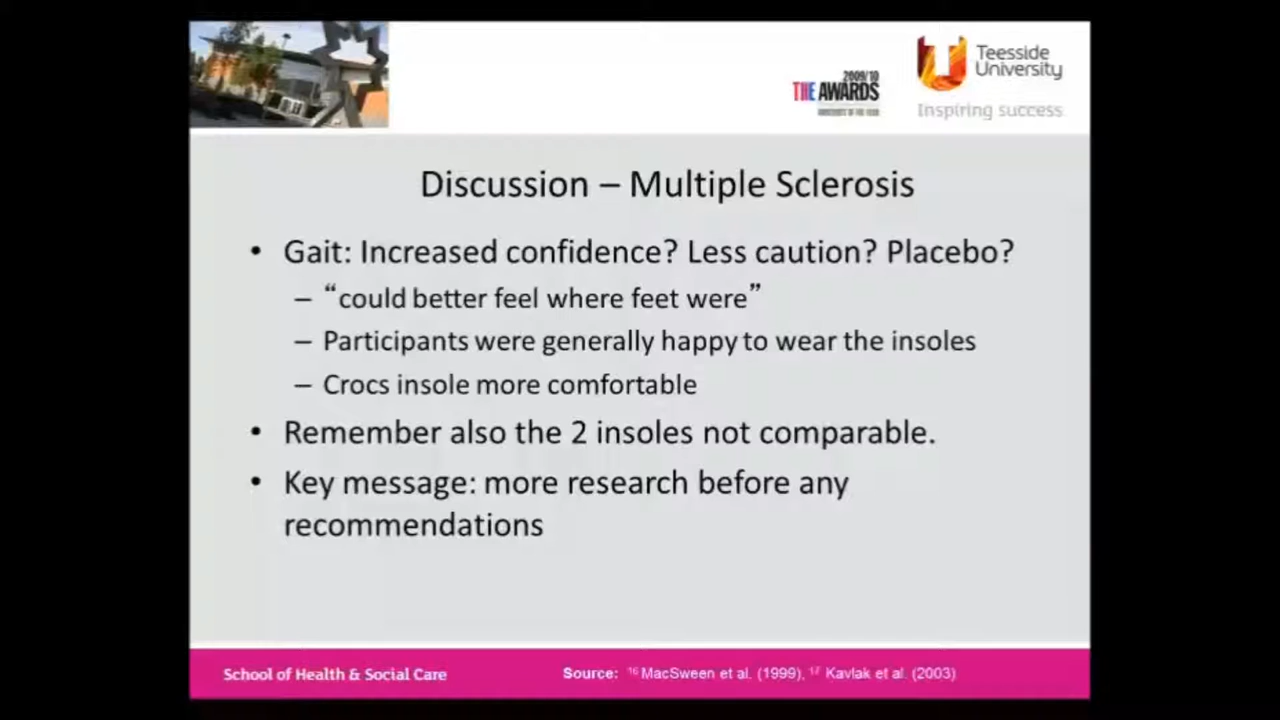 2009/10
THE AWARDS
Teesside
University
Inspiring success
Discussion – Multiple Sclerosis
• Gait: Increased confidence? Less caution? Placebo?
– “could better feel where feet were”
– Participants were generally happy to wear the insoles
– Crocs insole more comfortable
• Remember also the 2 insoles not comparable.
• Key message: more research before any
recommendations
School of Health & Social Care
Source: 16 MacSween et al. (1999), 17 Kavlak et al. (2003)